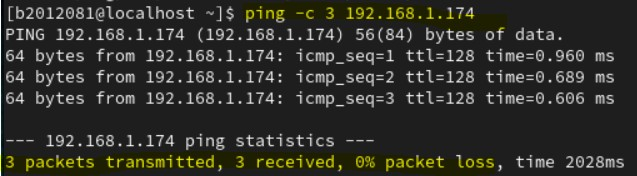 [b2012081@localhost ~]$ ping -c 3 192.168.1.174
PING 192.168.1.174 (192.168.1.174) 56(84) bytes of data.
64 bytes from 192.168.1.174: icmp_seq=1 ttl=128 time=0.960 ms
64 bytes from 192.168.1.174: icmp_seq=2 ttl=128 time=0.689 ms
64 bytes from 192.168.1.174: icmp_seq=3 ttl=128 time=0.606 ms
--- 192.168.1.174 ping statistics ---
3 packets transmitted, 3 received, 0% packet loss, time 2028ms